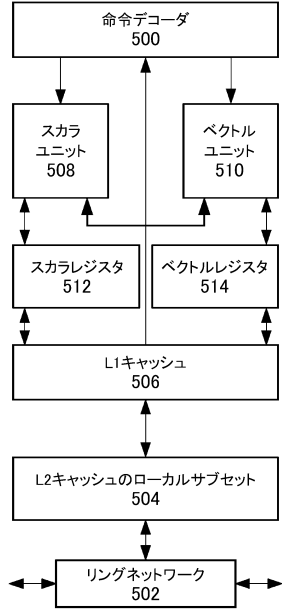 命令デコーダ
500
スカラ
ユニット
508
ベクトル
ユニット
510
スカラレジスタ
512
ベクトルレジスタ
514
L1キャッシュ
506
L2キャッシュのローカルサブセット
504
リングネットワーク
502